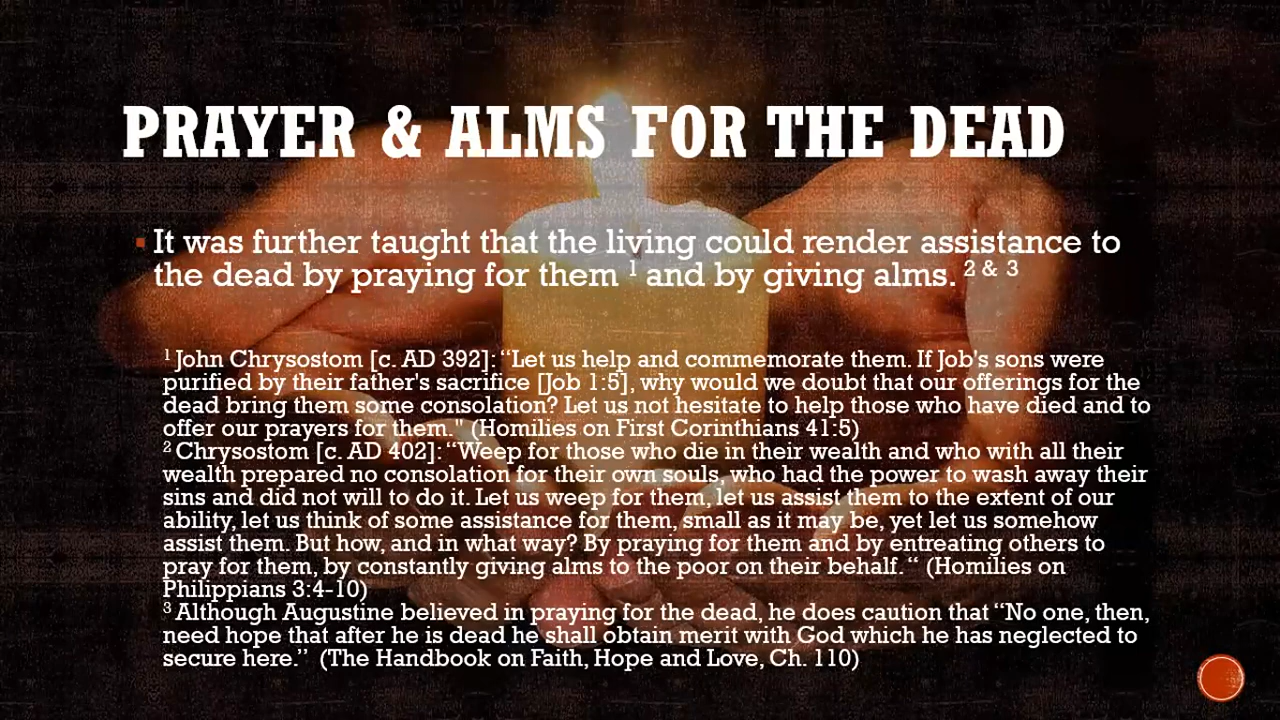 PRAYER & ALMS FOR THE DEAD
▪ It was further taught that the living could render assistance to
the dead by praying for them ¹ and by giving alms. ² & ³
¹ John Chrysostom [c. AD 392]: “Let us help and commemorate them. If Job's sons were
purified by their father's sacrifice [Job 1:5], why would we doubt that our offerings for the
dead bring them some consolation? Let us not hesitate to help those who have died and to
offer our prayers for them." (Homilies on First Corinthians 41:5)
² Chrysostom [c. AD 402]: “Weep for those who die in their wealth and who with all their
wealth prepared no consolation for their own souls, who had the power to wash away their
sins and did not will to do it. Let us weep for them, let us assist them to the extent of our
ability, let us think of some assistance for them, small as it may be, yet let us somehow
assist them. But how, and in what way? By praying for them and by entreating others to
pray for them, by constantly giving alms to the poor on their behalf.“ (Homilies on
Philippians 3:4-10)
³ Although Augustine believed in praying for the dead, he does caution that “No one, then,
need hope that after he is dead he shall obtain merit with God which he has neglected to
secure here.” (The Handbook on Faith, Hope and Love, Ch. 110)